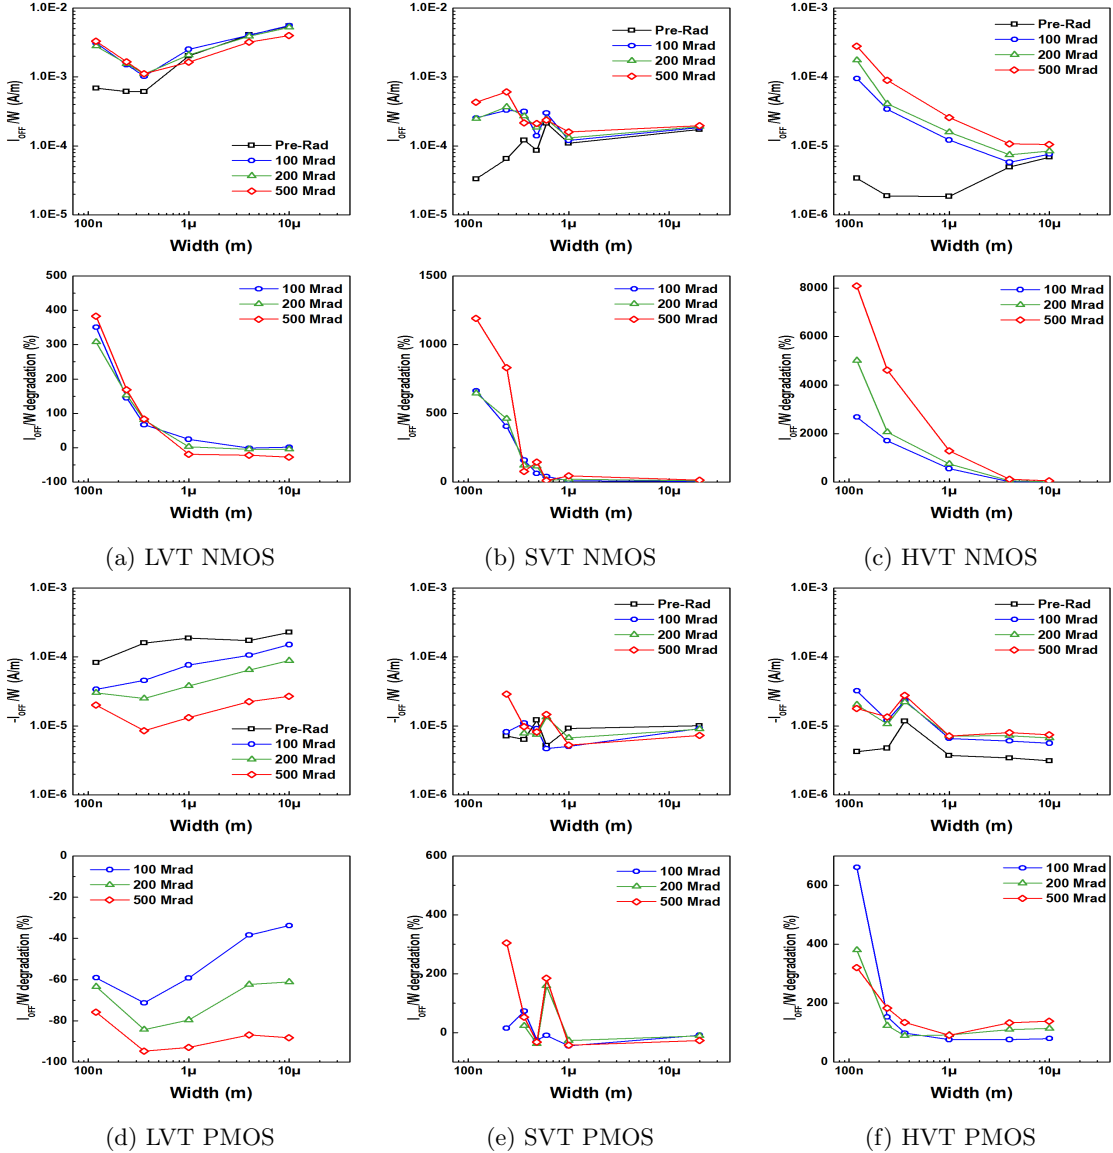 1.0E-2
1.0E-3
1.0E-4
1.0E-5
I_OFF/W (A/m)
Pre-Rad
100 Mrad
200 Mrad
500 Mrad
100n 1µ 10µ
Width (m)
1.0E-2
1.0E-3
1.0E-4
1.0E-5
I_OFF/W (A/m)
Pre-Rad
100 Mrad
200 Mrad
500 Mrad
100n 1µ 10µ
Width (m)
1.0E-3
1.0E-4
1.0E-5
1.0E-6
I_OFF/W (A/m)
Pre-Rad
100 Mrad
200 Mrad
500 Mrad
100n 1µ 10µ
Width (m)
500
400
300
200
100
0
-100
I_OFF/W degradation (%)
100 Mrad
200 Mrad
500 Mrad
100n 1µ 10µ
Width (m)
1500
1000
500
0
I_OFF/W degradation (%)
100 Mrad
200 Mrad
500 Mrad
100n 1µ 10µ
Width (m)
8000
6000
4000
2000
0
I_OFF/W degradation (%)
100 Mrad
200 Mrad
500 Mrad
100n 1µ 10µ
Width (m)
(a) LVT NMOS
(b) SVT NMOS
(c) HVT NMOS
1.0E-3
1.0E-4
1.0E-5
1.0E-6
-I_OFF/W (A/m)
Pre-Rad
100 Mrad
200 Mrad
500 Mrad
100n 1µ 10µ
Width (m)
1.0E-3
1.0E-4
1.0E-5
1.0E-6
-I_OFF/W (A/m)
Pre-Rad
100 Mrad
200 Mrad
500 Mrad
100n 1µ 10µ
Width (m)
1.0E-3
1.0E-4
1.0E-5
1.0E-6
-I_OFF/W (A/m)
Pre-Rad
100 Mrad
200 Mrad
500 Mrad
100n 1µ 10µ
Width (m)
0
-20
-40
-60
-80
-100
I_OFF/W degradation (%)
100 Mrad
200 Mrad
500 Mrad
100n 1µ 10µ
Width (m)
600
400
200
0
I_OFF/W degradation (%)
100 Mrad
200 Mrad
500 Mrad
100n 1µ 10µ
Width (m)
600
400
200
0
I_OFF/W degradation (%)
100 Mrad
200 Mrad
500 Mrad
100n 1µ 10µ
Width (m)
(d) LVT PMOS
(e) SVT PMOS
(f) HVT PMOS